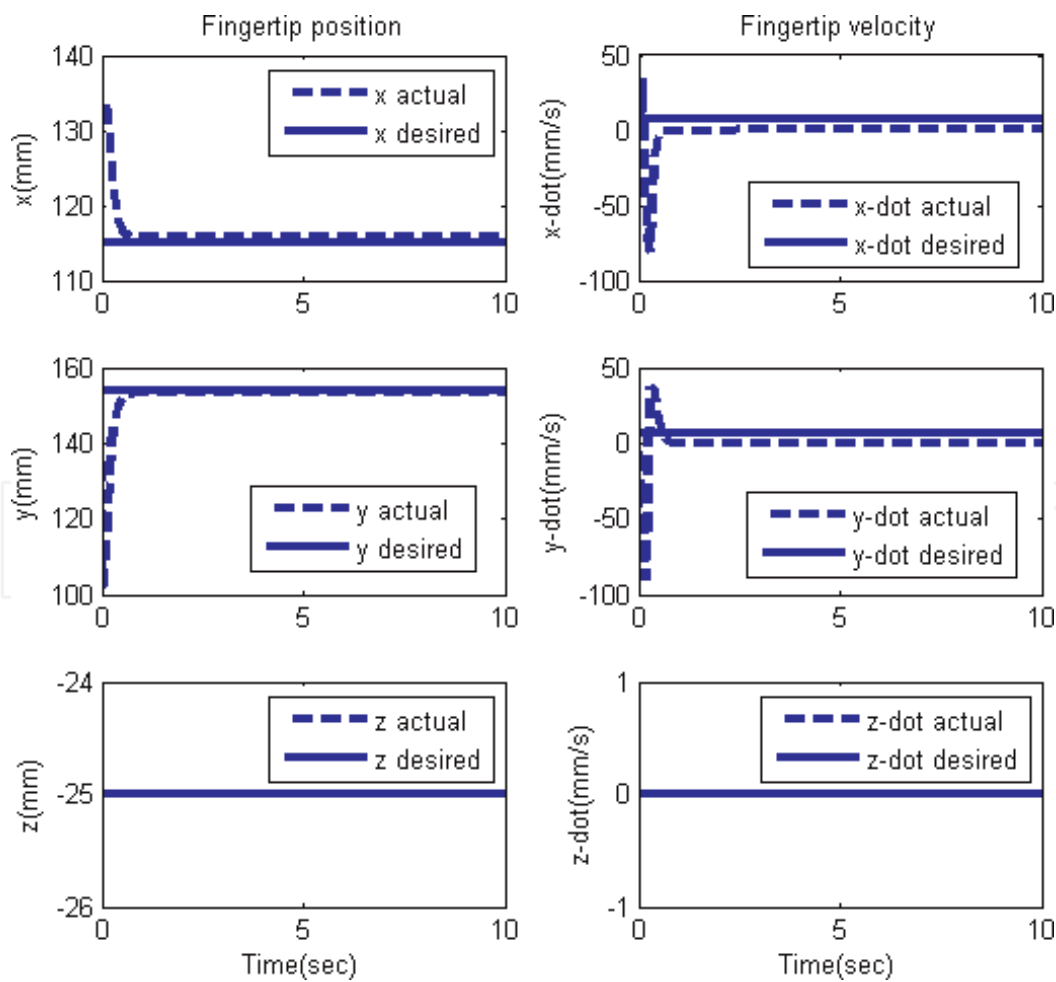 Fingertip position
140
130
120
110
x(mm)
x actual
x desired
0
5
10
Fingertip velocity
50
0
-50
-100
x-dot(mm/s)
x-dot actual
x-dot desired
0
5
10
160
140
120
100
y(mm)
y actual
y desired
0
5
10
50
0
-50
-100
y-dot(mm/s)
y-dot actual
y-dot desired
0
5
10
-24
-25
-26
z(mm)
z actual
z desired
0
5
10
Time(sec)
1
0
-1
z-dot(mm/s)
z-dot actual
z-dot desired
0
5
10
Time(sec)